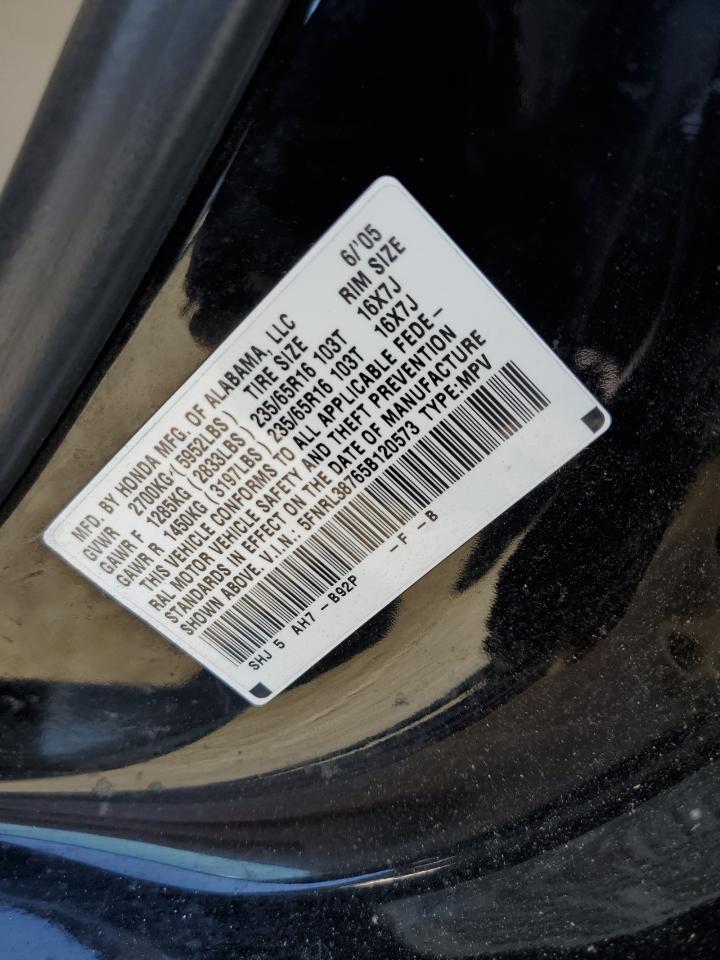 MFD. BY HONDA MFG. OF ALABAMA, LLC 6/'05
TIRE SIZE RIM SIZE
GVWR 2700KG(5952LBS)
GAWR F 1285KG(2833LBS) 235/65R16 103T 16X7J
GAWR R 1450KG(3197LBS) 235/65R16 103T 16X7J
THIS VEHICLE CONFORMS TO ALL APPLICABLE FEDE-
RAL MOTOR VEHICLE SAFETY AND THEFT PREVENTION
STANDARDS IN EFFECT ON THE DATE OF MANUFACTURE
SHOWN ABOVE. V.I.N.: 5FNRL38765B120573 TYPE:MPV
SHJ 5 AH7-B92P -F-B